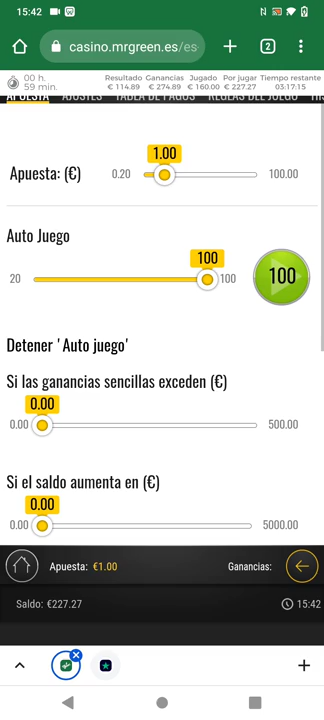 15:42
casino.mrgreen.es/es
2
00 h.
59 min.
Resultado Ganancias Jugado Por jugar Tiempo restante
€ 114.89 € 274.89 € 160.00 € 227.27 03:17:15
APUESTA AJUSTES TABLA DE PAGOS REGLAS DEL JUEGO
1.00
Apuesta: (€) 0.20 100.00
Auto Juego
100
20 100 100
Detener 'Auto juego'
Si las ganancias sencillas exceden (€)
0.00
0.00 500.00
Si el saldo aumenta en (€)
0.00
0.00 5000.00
Apuesta: €1.00 Ganancias:
Saldo: €227.27 15:42